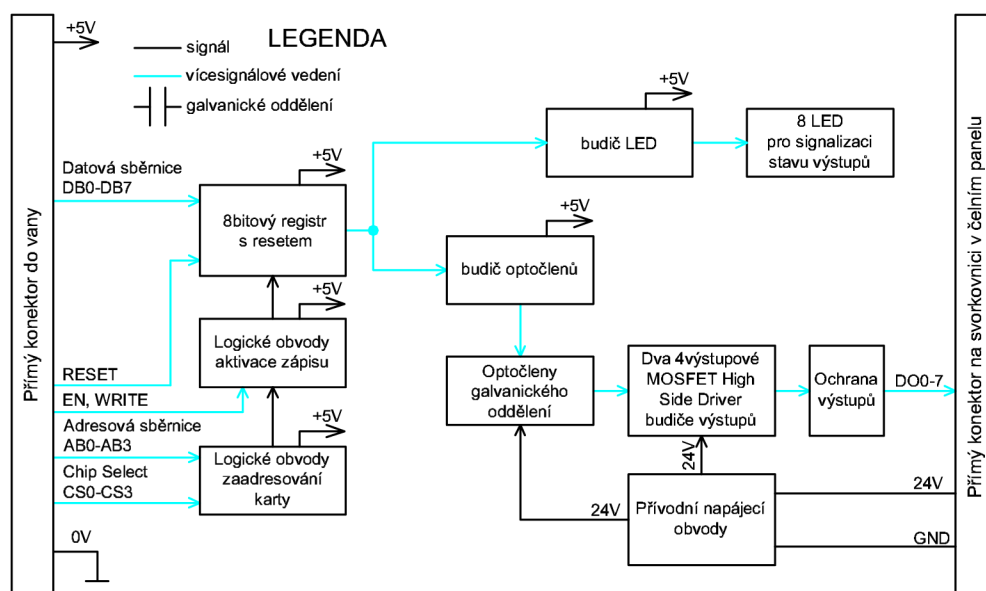 +5V
LEGENDA
signál
vícesignálové vedení
galvanické oddělení
Přímý konektor do vany
Datová sběrnice
DB0-DB7
+5V
8bitový registr
s resetem
+5V
budič LED
8 LED
pro signalizaci
stavu výstupů
+5V
budič optočlenů
+5V
Logické obvody
aktivace zápisu
RESET
EN, WRITE
Adresová sběrnice
AB0-AB3
Chip Select
CS0-CS3
+5V
Logické obvody
zaadresování
karty
0V
Optočleny
galvanického
oddělení
Dva 4výstupové
MOSFET High
Side Driver
budiče výstupů
Ochrana
výstupů
DO0-7
24V
24V
Přívodní napájecí
obvody
24V
GND
Přímý konektor na svorkovnici v čelním panelu